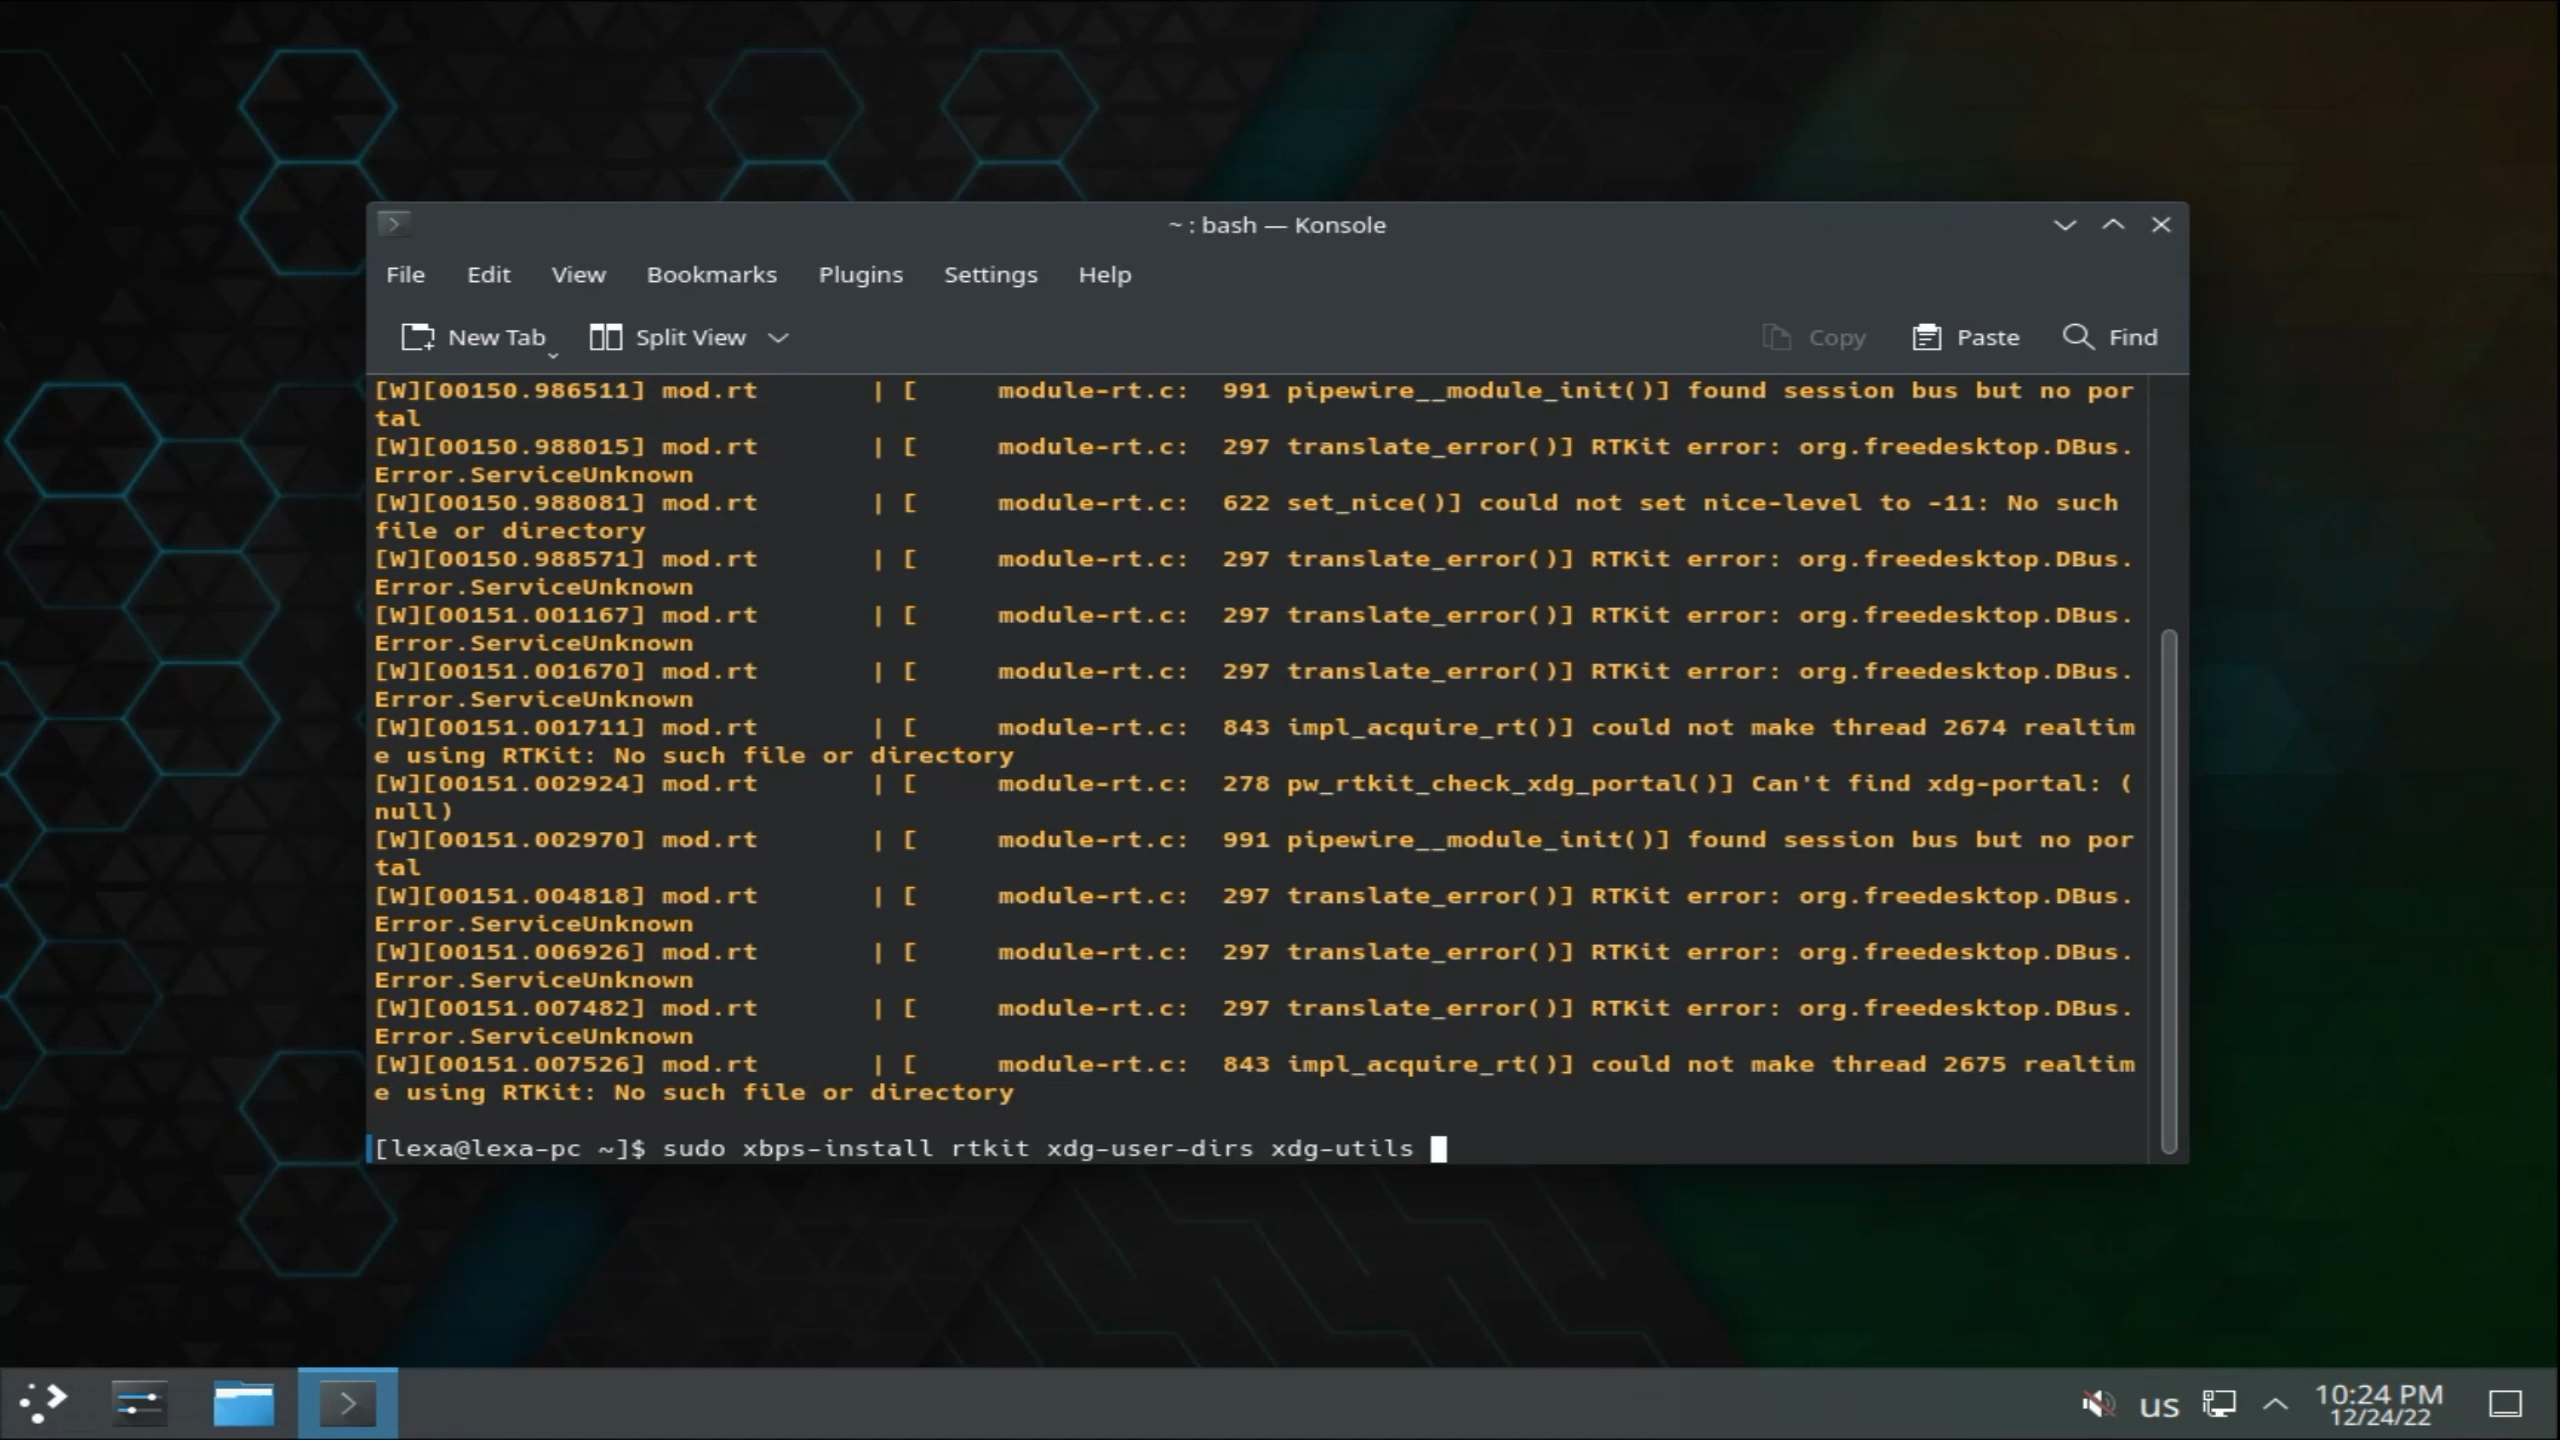 ~ : bash — Konsole
File Edit View Bookmarks Plugins Settings Help
New Tab Split View Copy Paste Find
[W][00150.986511] mod.rt | [ module-rt.c: 991 pipewire__module_init()] found session bus but no por
tal
[W][00150.988015] mod.rt | [ module-rt.c: 297 translate_error()] RTKit error: org.freedesktop.DBus.
Error.ServiceUnknown
[W][00150.988081] mod.rt | [ module-rt.c: 622 set_nice()] could not set nice-level to -11: No such
file or directory
[W][00150.988571] mod.rt | [ module-rt.c: 297 translate_error()] RTKit error: org.freedesktop.DBus.
Error.ServiceUnknown
[W][00151.001167] mod.rt | [ module-rt.c: 297 translate_error()] RTKit error: org.freedesktop.DBus.
Error.ServiceUnknown
[W][00151.001670] mod.rt | [ module-rt.c: 297 translate_error()] RTKit error: org.freedesktop.DBus.
Error.ServiceUnknown
[W][00151.001711] mod.rt | [ module-rt.c: 843 impl_acquire_rt()] could not make thread 2674 realtim
e using RTKit: No such file or directory
[W][00151.002924] mod.rt | [ module-rt.c: 278 pw_rtkit_check_xdg_portal()] Can't find xdg-portal: (
null)
[W][00151.002970] mod.rt | [ module-rt.c: 991 pipewire__module_init()] found session bus but no por
tal
[W][00151.004818] mod.rt | [ module-rt.c: 297 translate_error()] RTKit error: org.freedesktop.DBus.
Error.ServiceUnknown
[W][00151.006926] mod.rt | [ module-rt.c: 297 translate_error()] RTKit error: org.freedesktop.DBus.
Error.ServiceUnknown
[W][00151.007482] mod.rt | [ module-rt.c: 297 translate_error()] RTKit error: org.freedesktop.DBus.
Error.ServiceUnknown
[W][00151.007526] mod.rt | [ module-rt.c: 843 impl_acquire_rt()] could not make thread 2675 realtim
e using RTKit: No such file or directory
[lexa@lexa-pc ~]$ sudo xbps-install rtkit xdg-user-dirs xdg-utils
us 10:24 PM
12/24/22